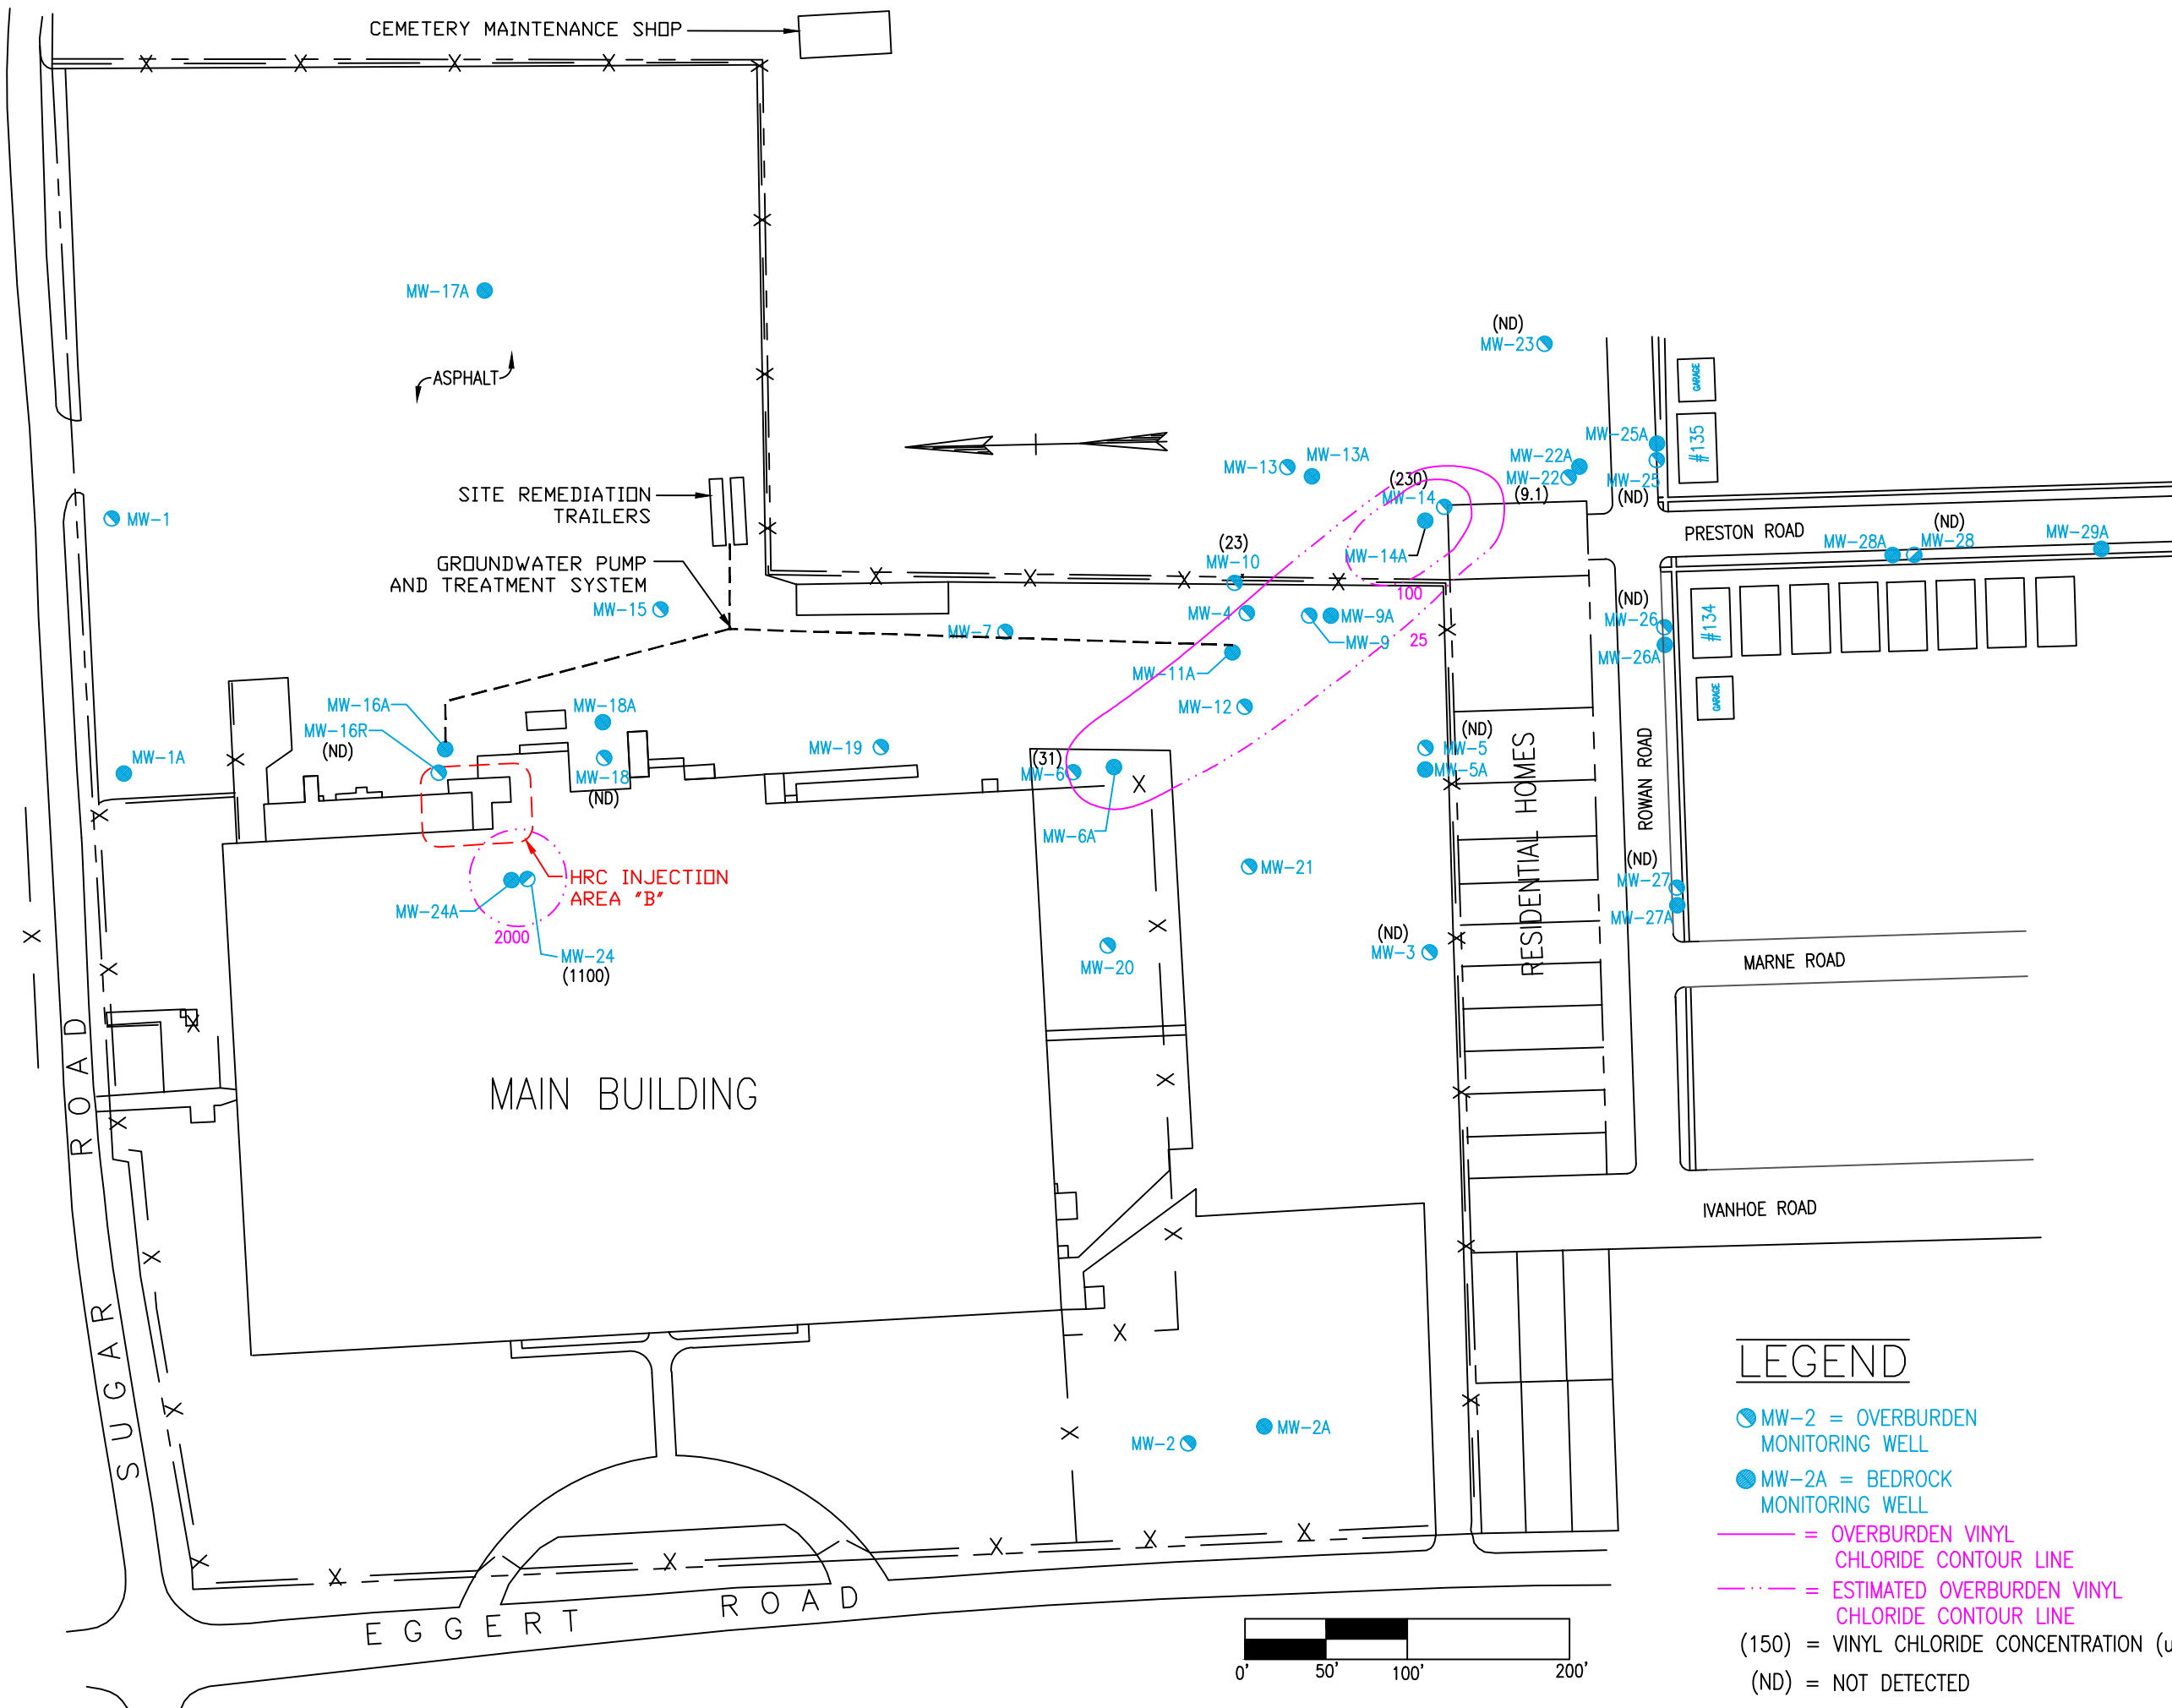 CEMETERY MAINTENANCE SHOP
MW-17A
ASPHALT
(ND)
MW-23
GARAGE
#135
MW-25A
MW-22A
MW-22
MW-25
(9.1)
(ND)
MW-13
MW-13A
(230)
MW-14
MW-14A
SITE REMEDIATION
TRAILERS
MW-1
PRESTON ROAD
MW-28A
(ND)
MW-28
MW-29A
(23)
MW-10
GROUNDWATER PUMP
AND TREATMENT SYSTEM
MW-15
MW-7
MW-4
MW-9A
MW-9
100
25
(ND)
MW-26
MW-26A
#134
GARAGE
MW-11A
MW-12
MW-16A
MW-16R
(ND)
MW-18A
MW-18
(ND)
MW-19
(31)
MW-6
MW-6A
(ND)
MW-5
MW-5A
MW-1A
RESIDENTIAL HOMES
ROWAN ROAD
HRC INJECTION
AREA "B"
MW-24A
2000
MW-24
(1100)
MW-21
MW-20
(ND)
MW-3
(ND)
MW-27
MW-27A
MARNE ROAD
MAIN BUILDING
IVANHOE ROAD
SUGAR ROAD
MW-2
MW-2A
EGGERT ROAD
0' 50' 100' 200'
LEGEND
MW-2 = OVERBURDEN
MONITORING WELL
MW-2A = BEDROCK
MONITORING WELL
= OVERBURDEN VINYL
CHLORIDE CONTOUR LINE
= ESTIMATED OVERBURDEN VINYL
CHLORIDE CONTOUR LINE
(150) = VINYL CHLORIDE CONCENTRATION (u
(ND) = NOT DETECTED